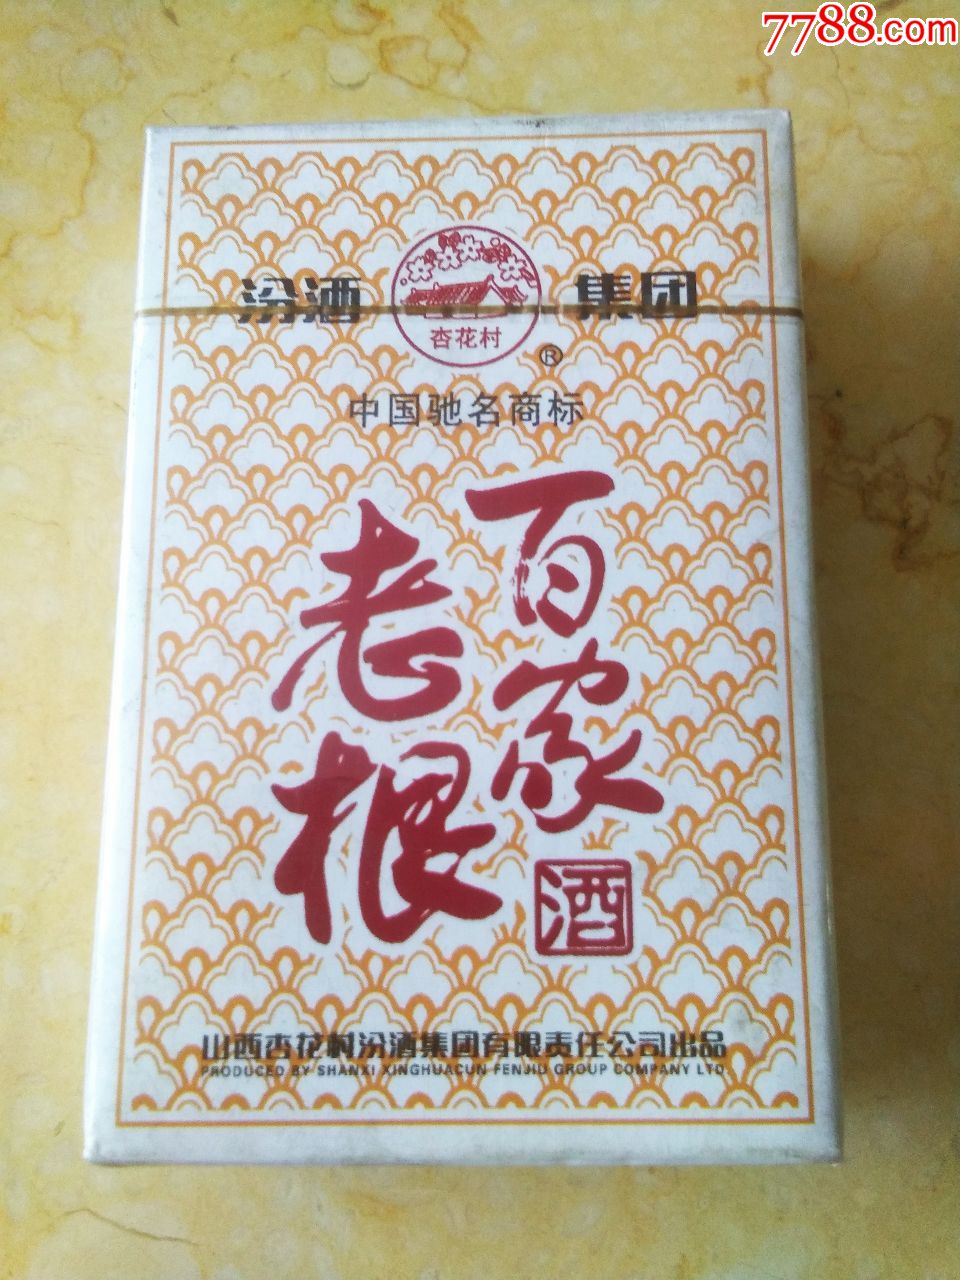 7788.com
汾酒 集团
杏花村
®
中国驰名商标
百家
老根
酒
山西杏花村汾酒集团有限责任公司出品
PRODUCED BY SHANXI XINGHUACUN FENJIU GROUP COMPANY LTD.